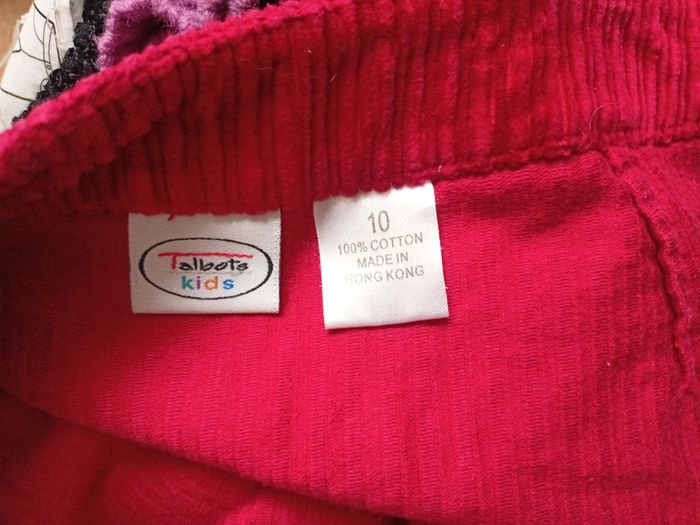 Talbots
kids
10
100% COTTON
MADE IN
HONG KONG